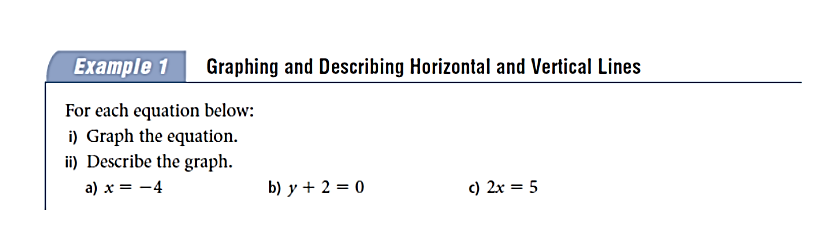 Example 1 Graphing and Describing Horizontal and Vertical Lines
For each equation below:
i) Graph the equation.
ii) Describe the graph.
a) x = −4 b) y + 2 = 0 c) 2x = 5